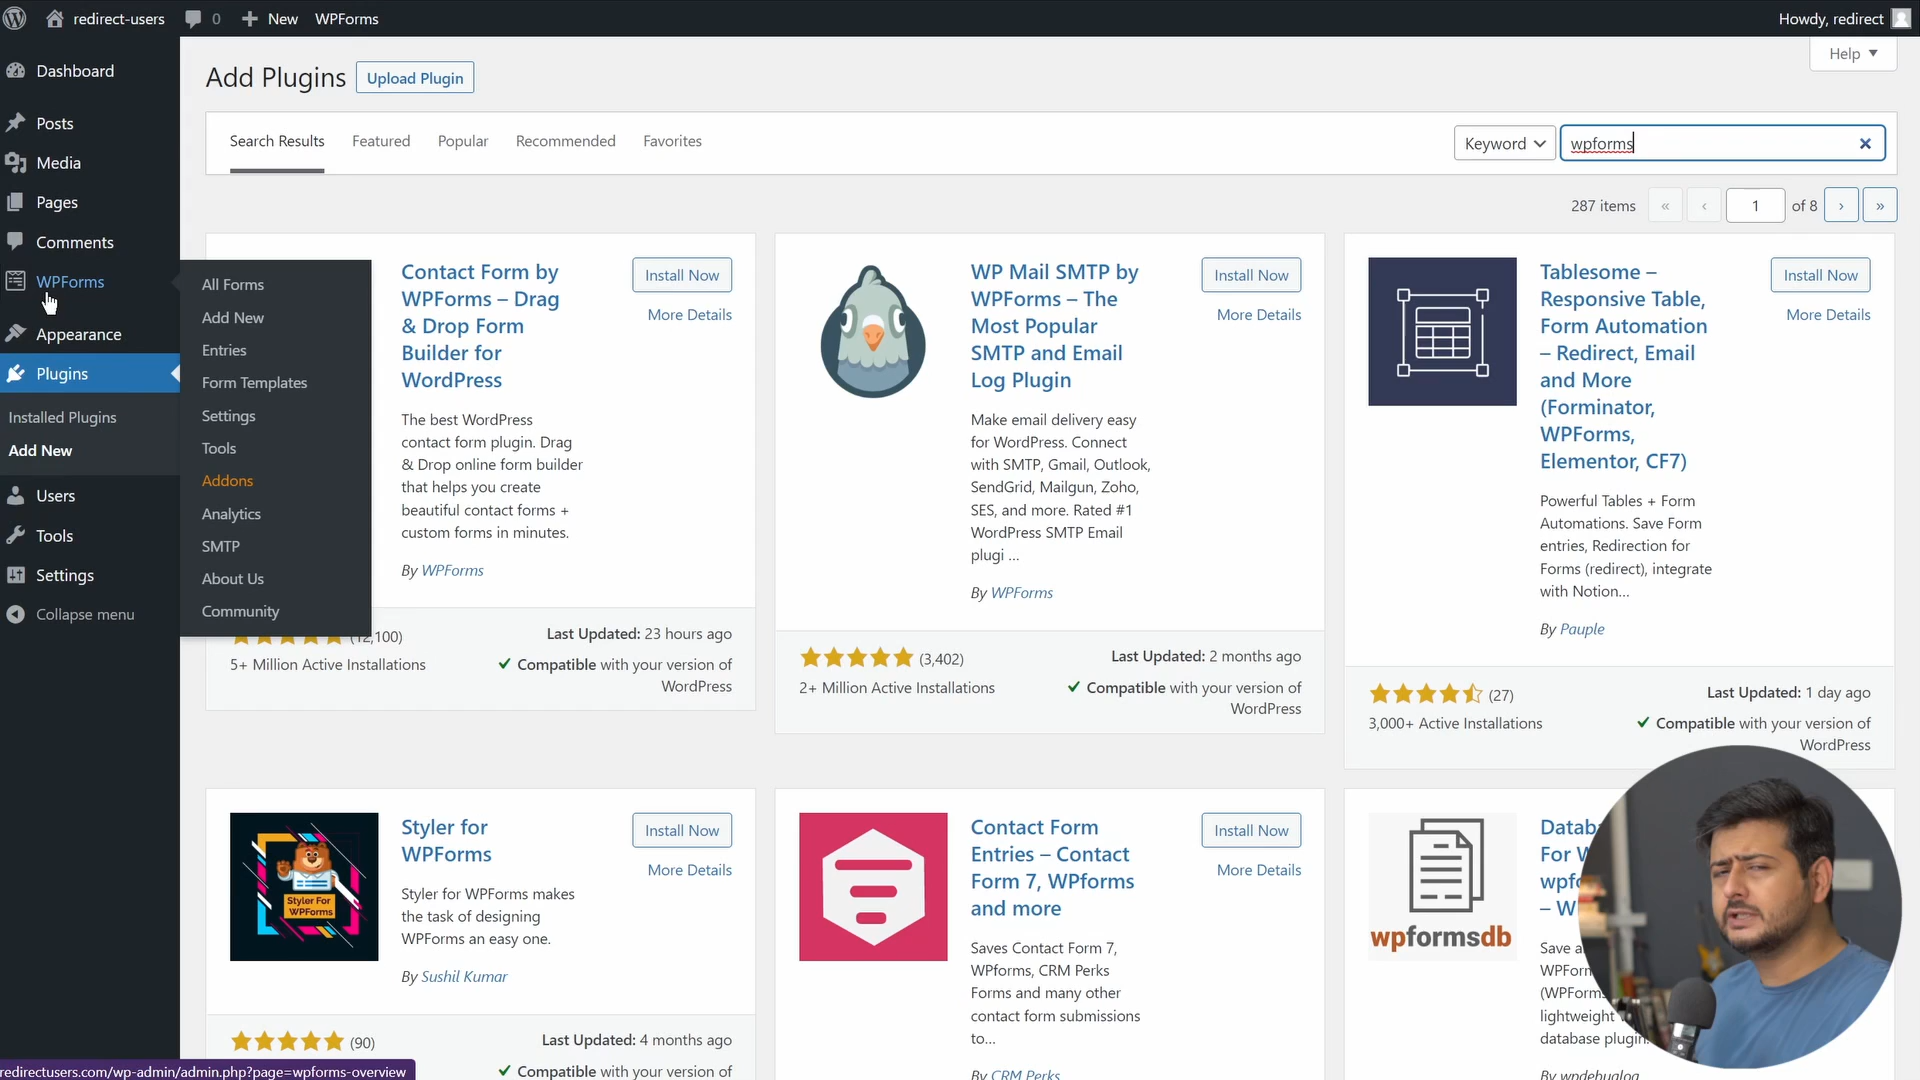 redirect-users
0
New
WPForms
Howdy, redirect
Help
Dashboard
Posts
Media
Pages
Comments
WPForms
Appearance
Plugins
Installed Plugins
Add New
Users
Tools
Settings
Collapse menu
All Forms
Add New
Entries
Form Templates
Settings
Tools
Addons
Analytics
SMTP
About Us
Community
Add Plugins
Upload Plugin
Search Results
Featured
Popular
Recommended
Favorites
Keyword
wpforms
287 items
«
‹
1
of 8
›
»
Contact Form by
WPForms – Drag
& Drop Form
Builder for
WordPress
Install Now
More Details
The best WordPress
contact form plugin. Drag
& Drop online form builder
that helps you create
beautiful contact forms +
custom forms in minutes.
By WPForms
(12,100)
5+ Million Active Installations
Last Updated: 23 hours ago
Compatible with your version of
WordPress
WP Mail SMTP by
WPForms – The
Most Popular
SMTP and Email
Log Plugin
Install Now
More Details
Make email delivery easy
for WordPress. Connect
with SMTP, Gmail, Outlook,
SendGrid, Mailgun, Zoho,
SES, and more. Rated #1
WordPress SMTP Email
plugi ...
By WPForms
(3,402)
2+ Million Active Installations
Last Updated: 2 months ago
Compatible with your version of
WordPress
Tablesome –
Responsive Table,
Form Automation
– Redirect, Email
and More
(Forminator,
WPForms,
Elementor, CF7)
Install Now
More Details
Powerful Tables + Form
Automations. Save Form
entries, Redirection for
Forms (redirect), integrate
with Notion...
By Pauple
(27)
3,000+ Active Installations
Last Updated: 1 day ago
Compatible with your version of
WordPress
Styler For
WPForms
Styler for
WPForms
Install Now
More Details
Styler for WPForms makes
the task of designing
WPForms an easy one.
By Sushil Kumar
(90)
Last Updated: 4 months ago
Compatible with your version of
Contact Form
Entries – Contact
Form 7, WPforms
and more
Install Now
More Details
Saves Contact Form 7,
WPforms, CRM Perks
Forms and many other
contact form submissions
to...
By CRM Perks
wpformsdb
For
–
Save
lightweight
database plugin.
By wpdebuglog
redirectusers.com/wp-admin/admin.php?page=wpforms-overview